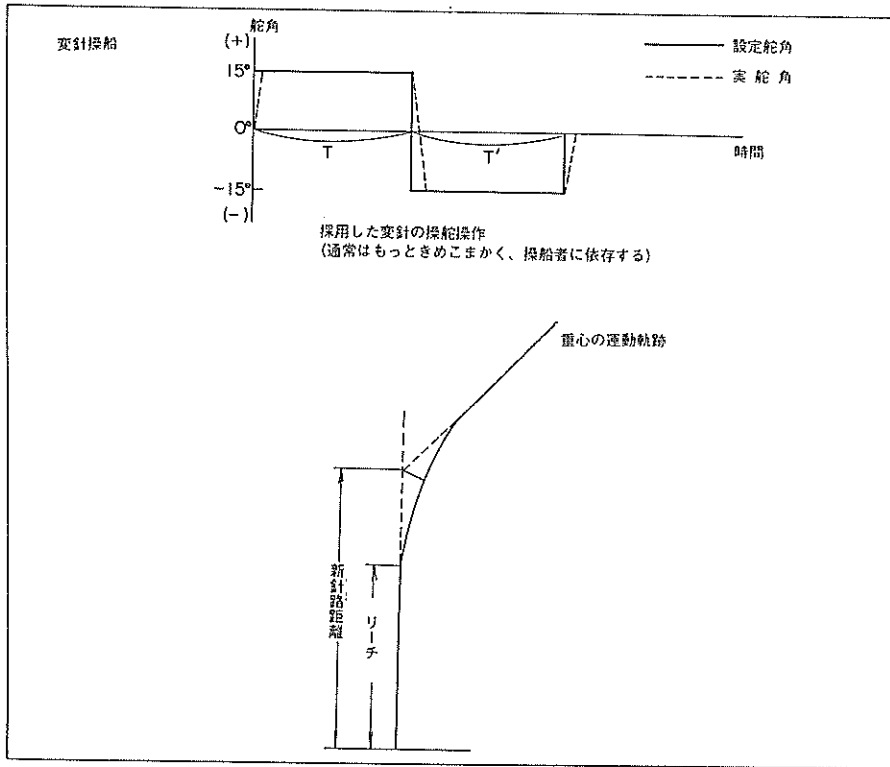 変針操船
舵角
(+)
15°
0°
-15°
(-)
T
T'
時間
設定舵角
実舵角
採用した変針の操舵操作
(通常はもっときめこまかく、操船者に依存する)
重心の運動軌跡
新針路距離
リーチ